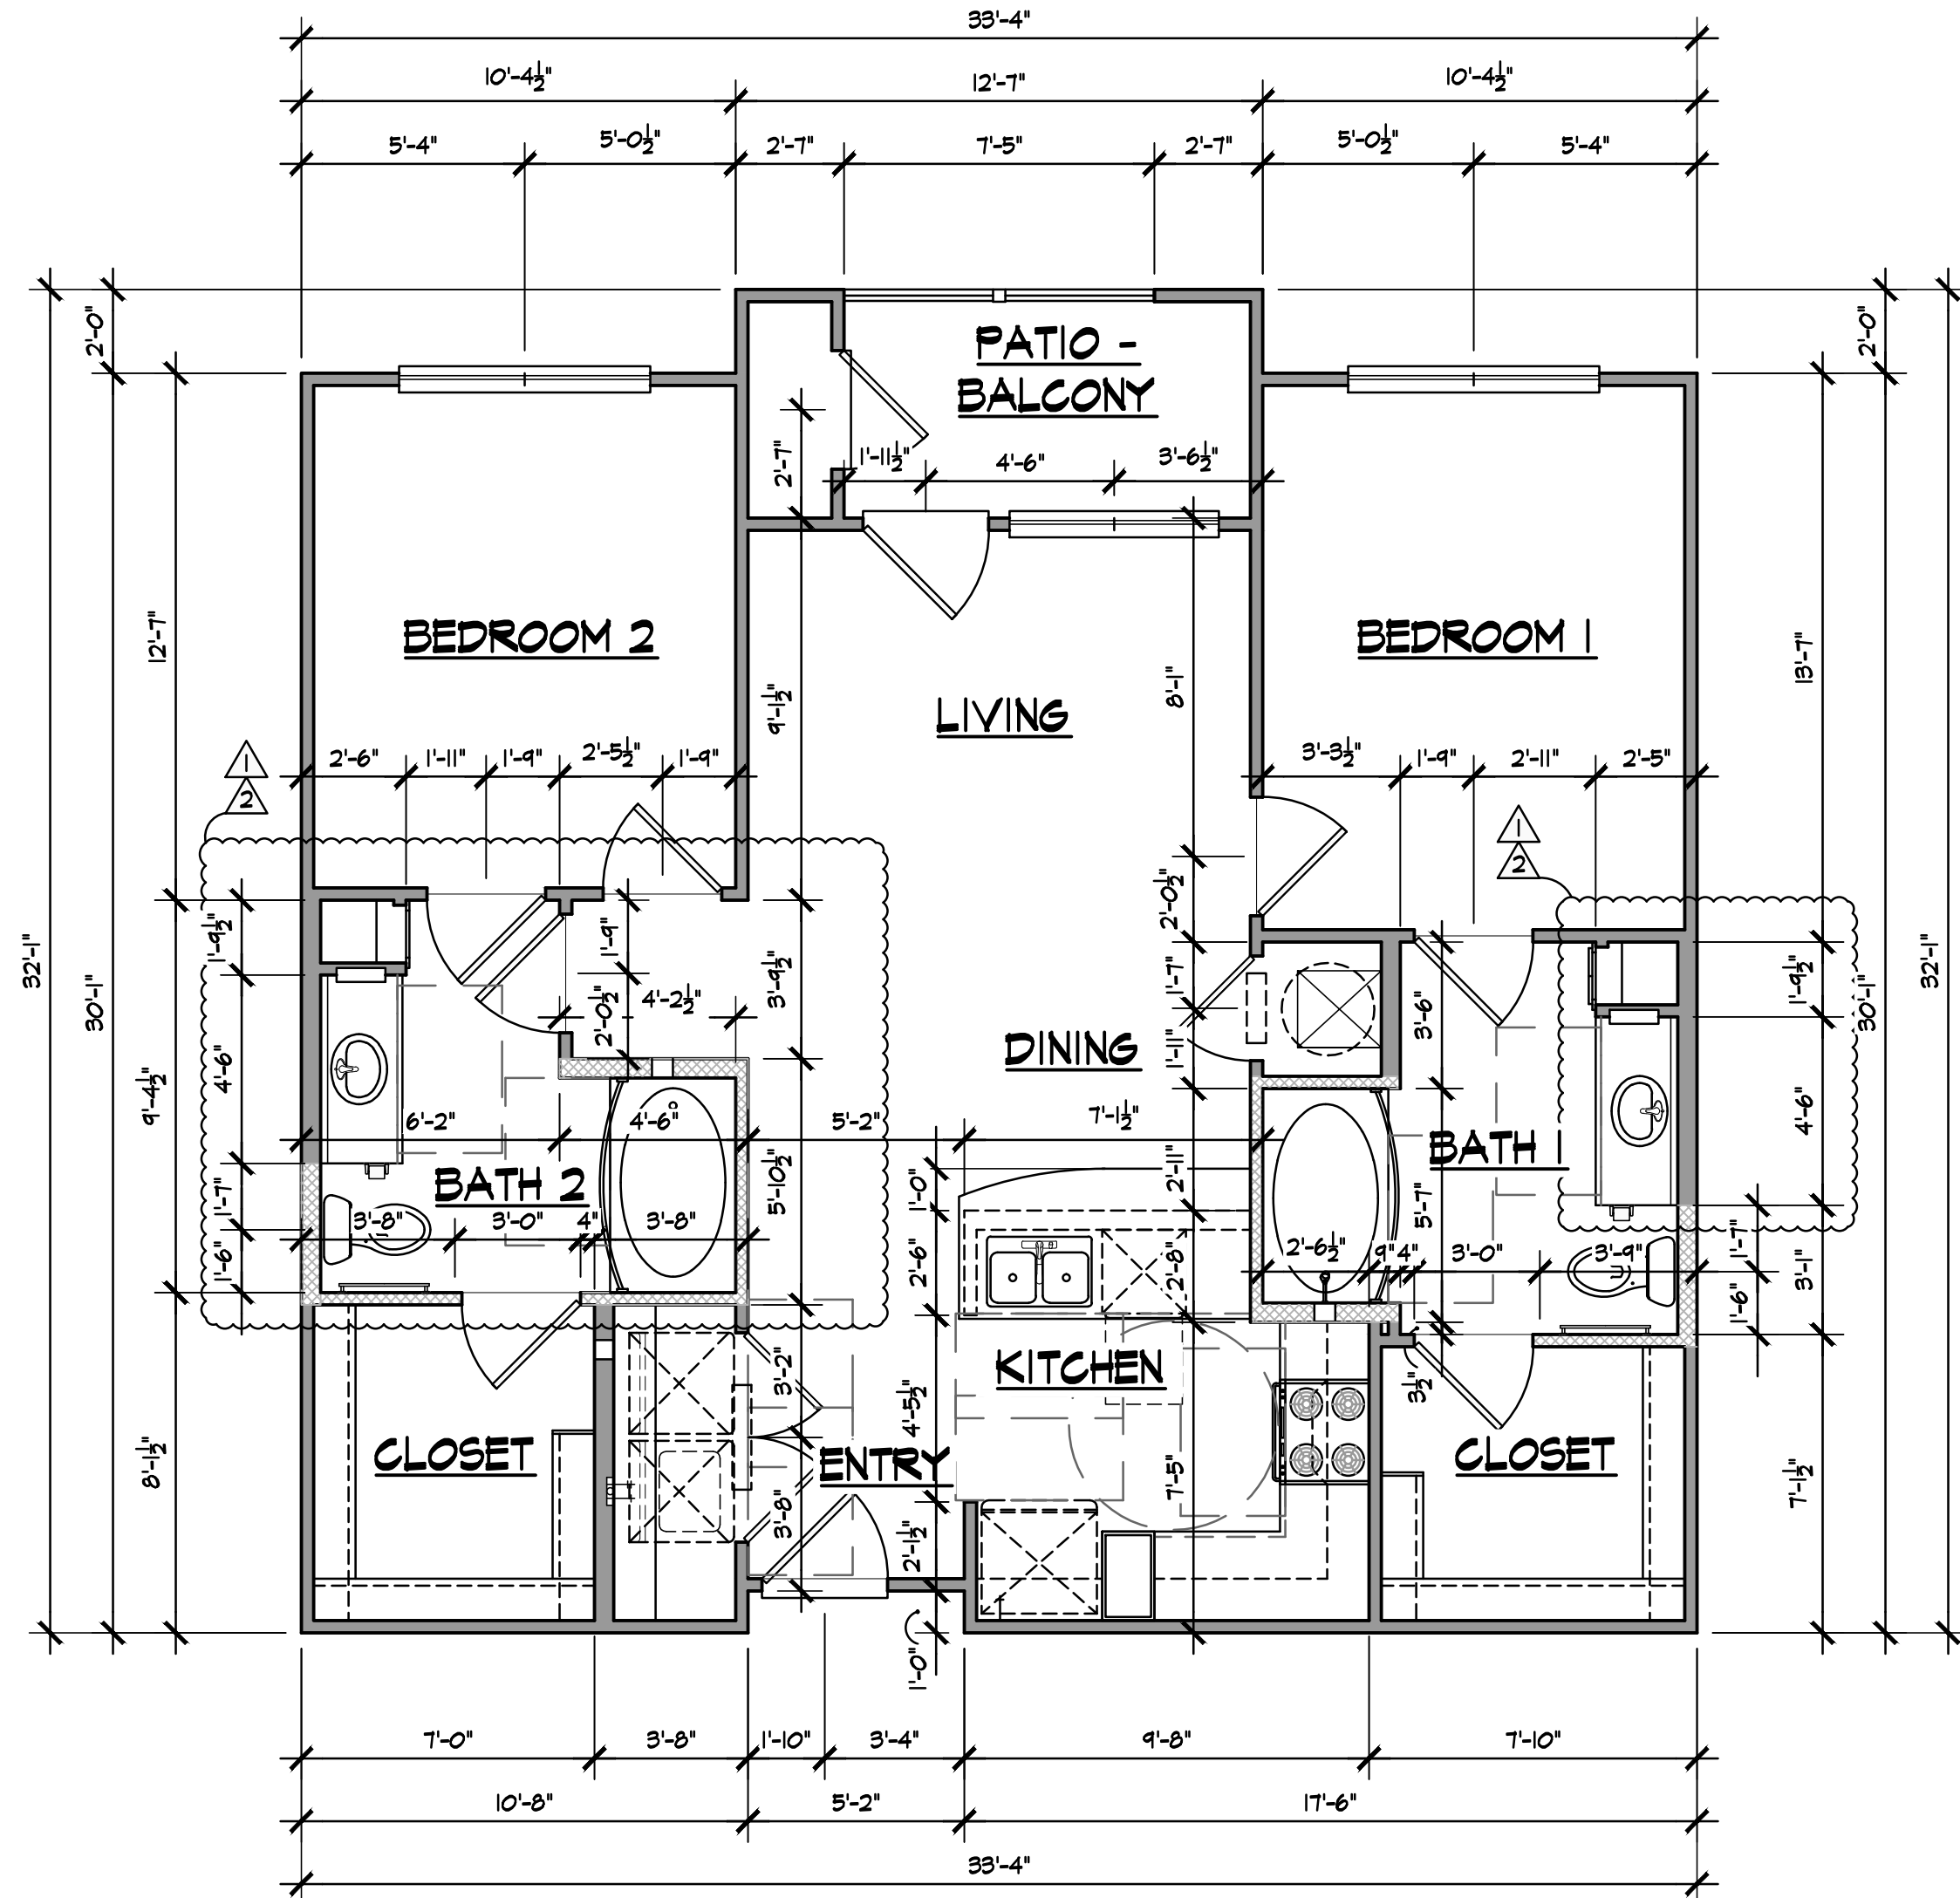 33'-4"
10'-4½" 12'-7" 10'-4½"
5'-4" 5'-0½" 2'-7" 7'-5" 2'-7" 5'-0½" 5'-4"
2'-0" 2'-0"
PATIO -
BALCONY
2'-7" 1'-11½" 4'-6" 3'-6½"
12'-7" BEDROOM 2 BEDROOM 1 13'-7"
9'-1½" LIVING 8'-1"
1
2
2'-6" 1'-11" 1'-9" 2'-5½" 1'-9"
3'-3½" 1'-9" 2'-11" 2'-5"
1
2
32'-1" 30'-1" 1'-9½" 1'-9" 3'-9½" 2'-0½" 1'-9½" 30'-1" 32'-1"
2'-0½" 4'-2½" 1'-7" 3'-6"
9'-4½" 4'-6" DINING 1'-11" 4'-6"
6'-2" 4'-6" 5'-2" 7'-1½"
BATH 2 BATH 1
1'-7" 5'-10½" 1'-0" 2'-11" 5'-7"
3'-8" 3'-0" 4" 3'-8"
2'-6½" 9" 4" 3'-0" 3'-9" 1'-7" 3'-1"
1'-6" 2'-6" 2'-8" 1'-6"
3'-2" KITCHEN 3½"
4'-5½"
8'-1½" CLOSET ENTRY CLOSET 7'-1½"
3'-8" 2'-1½" 7'-5"
1'-0"
7'-0" 3'-8" 1'-10" 3'-4" 9'-8" 7'-10"
10'-8" 5'-2" 17'-6"
33'-4"